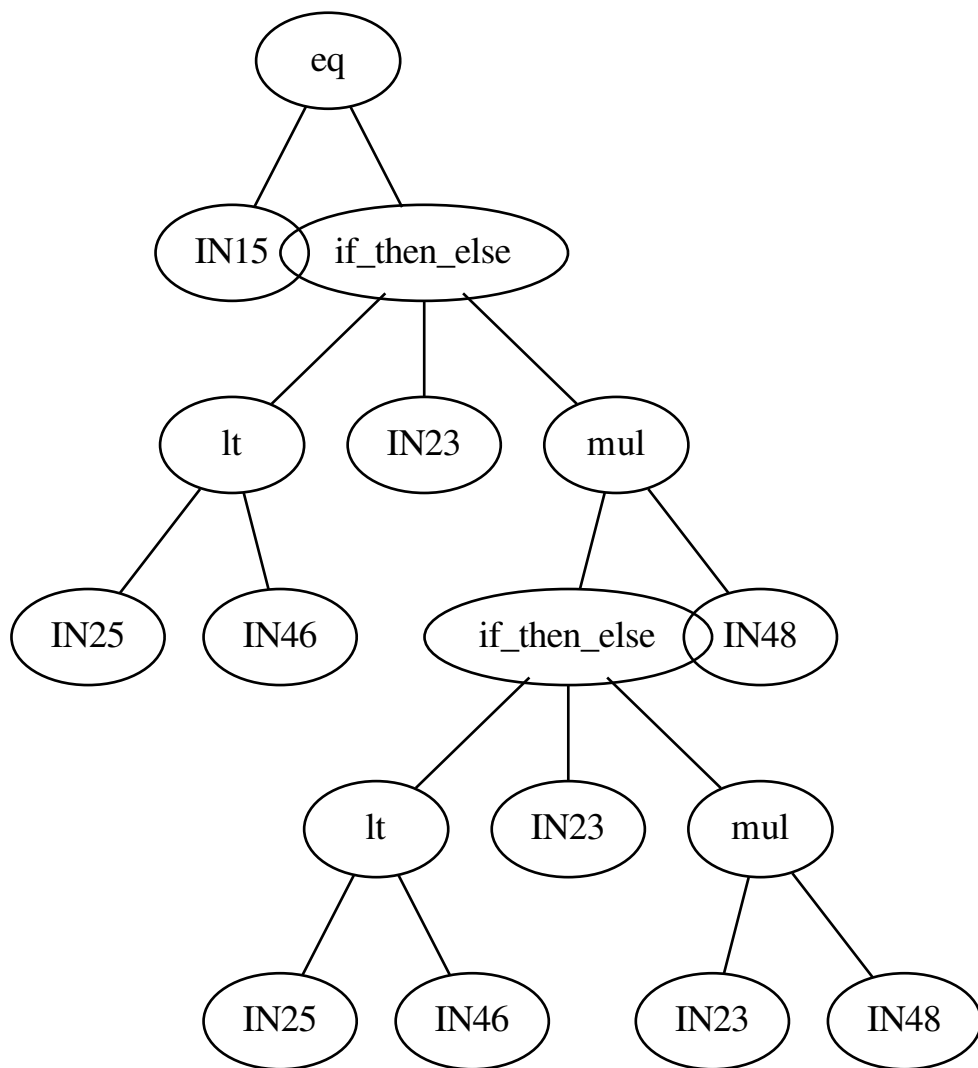 eq
IN15 if_then_else
lt IN23 mul
IN25 IN46 if_then_else IN48
lt IN23 mul
IN25 IN46 IN23 IN48